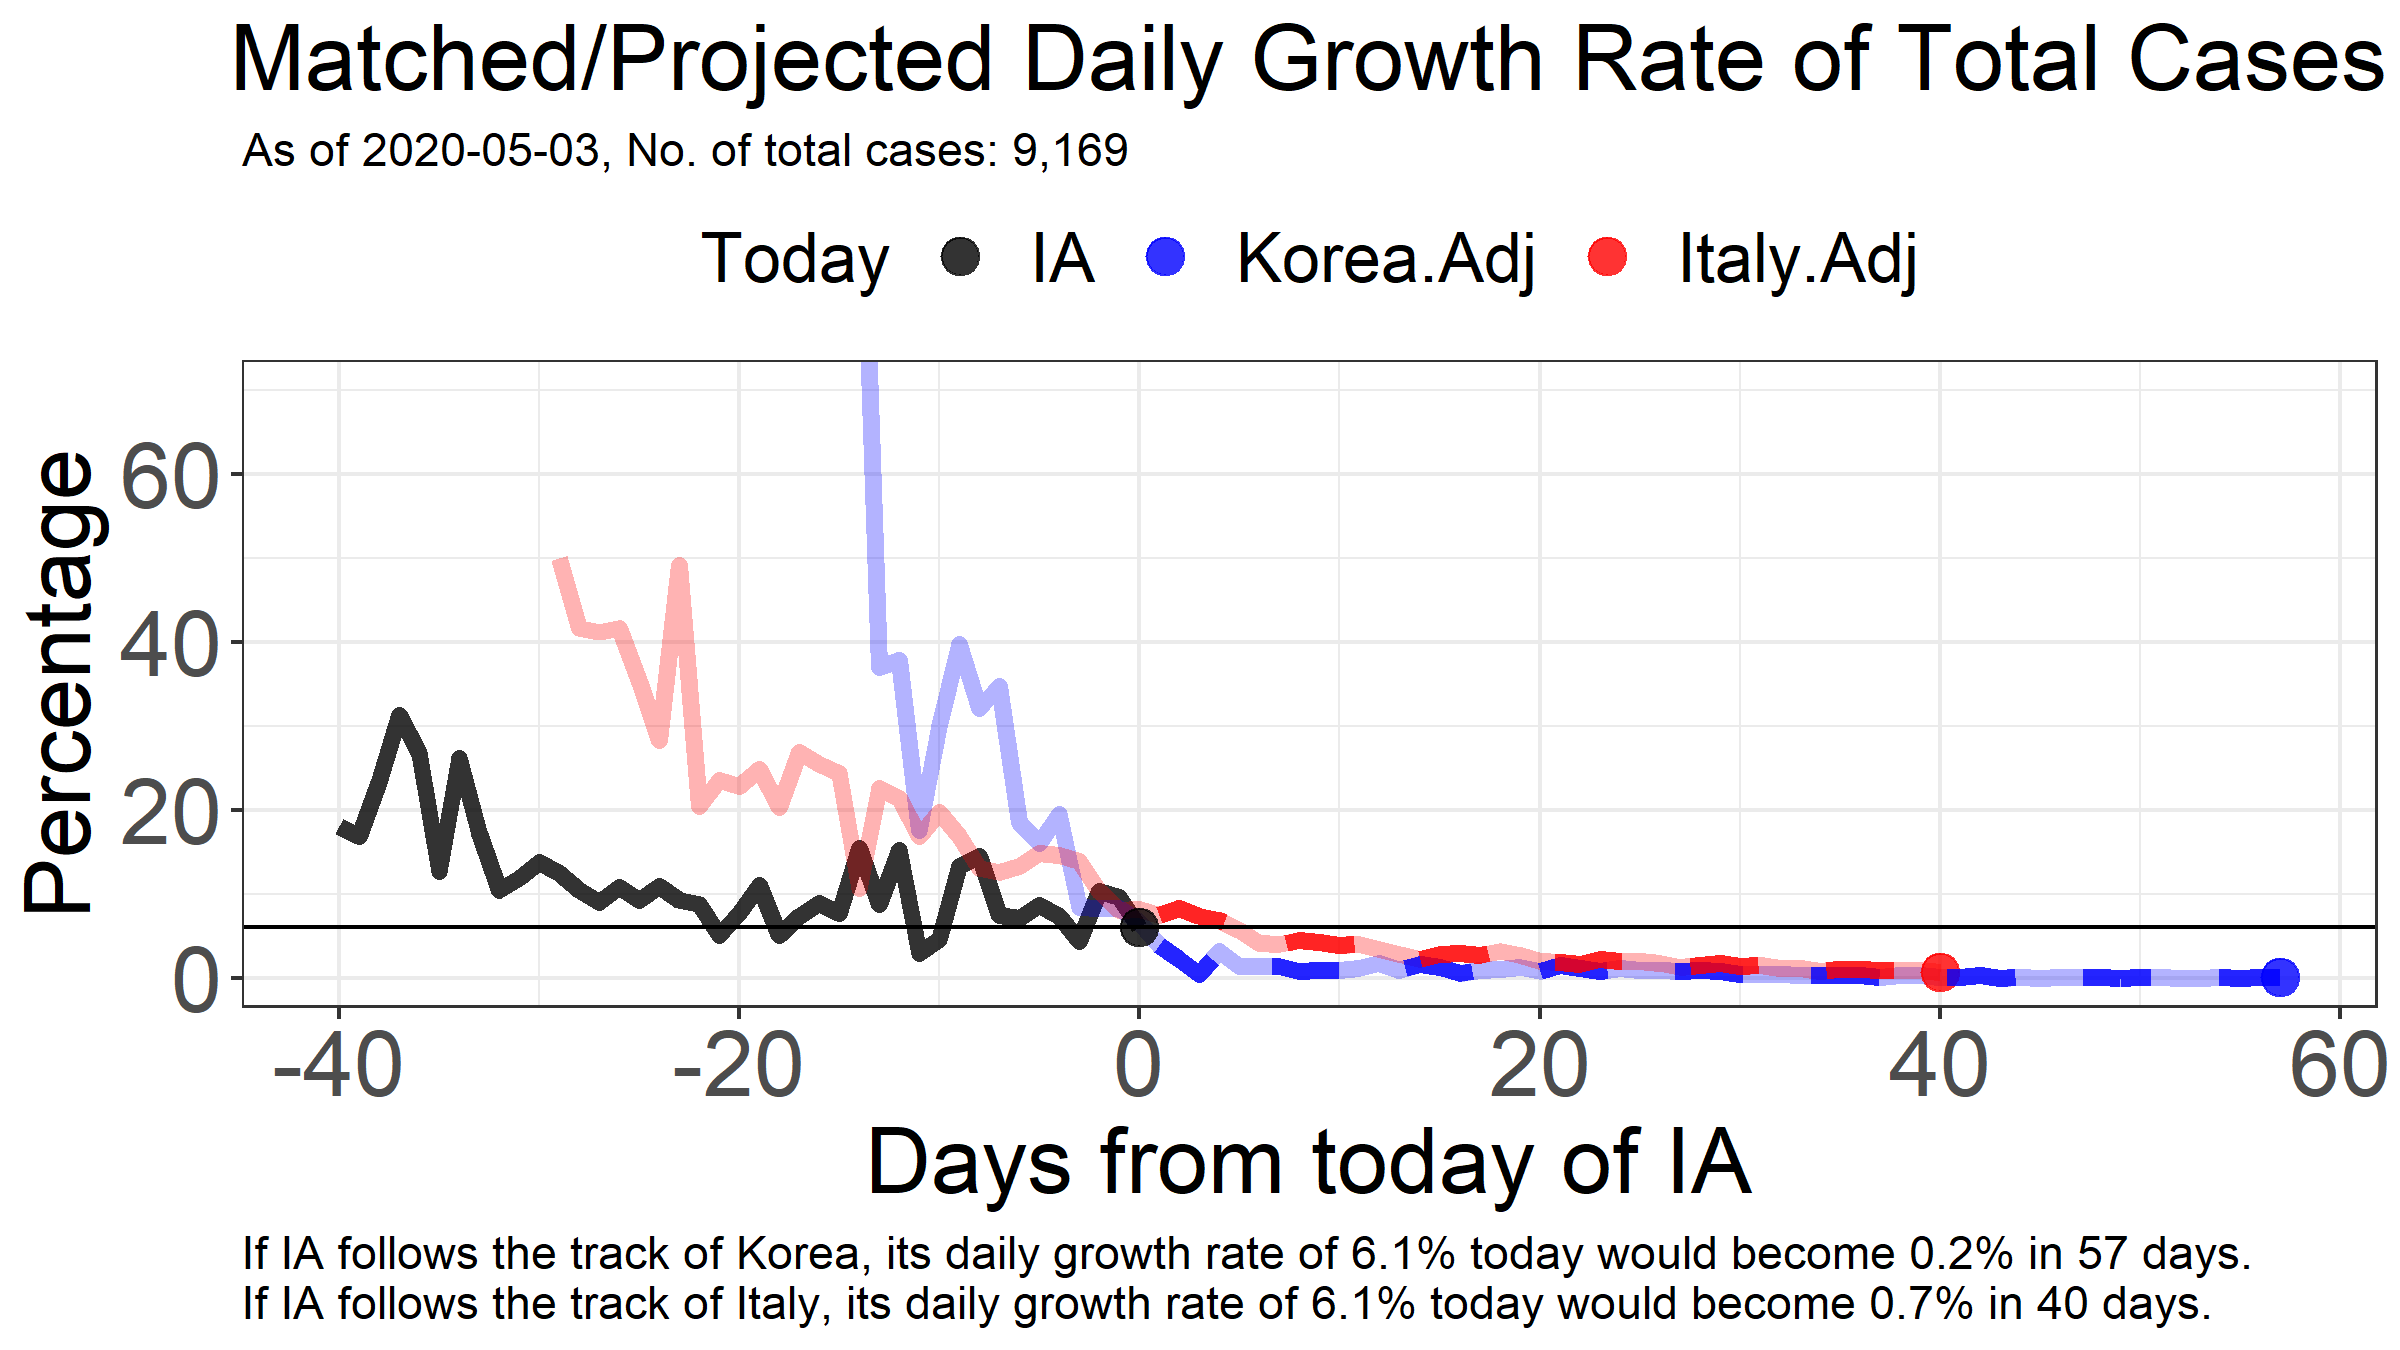 Matched/Projected Daily Growth Rate of Total Cases
As of 2020-05-03, No. of total cases: 9,169
Today IA Korea.Adj Italy.Adj
Percentage
60
40
20
0
-40 -20 0 20 40 60
Days from today of IA
If IA follows the track of Korea, its daily growth rate of 6.1% today would become 0.2% in 57 days.
If IA follows the track of Italy, its daily growth rate of 6.1% today would become 0.7% in 40 days.